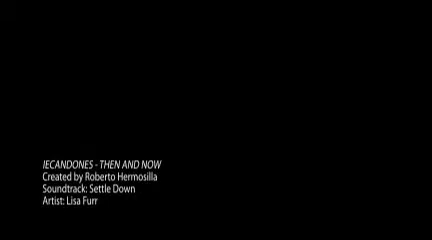 IECANDONES - THEN AND NOW
Created by Roberto Hermosilla
Soundtrack: Settle Down
Artist: Lisa Furr